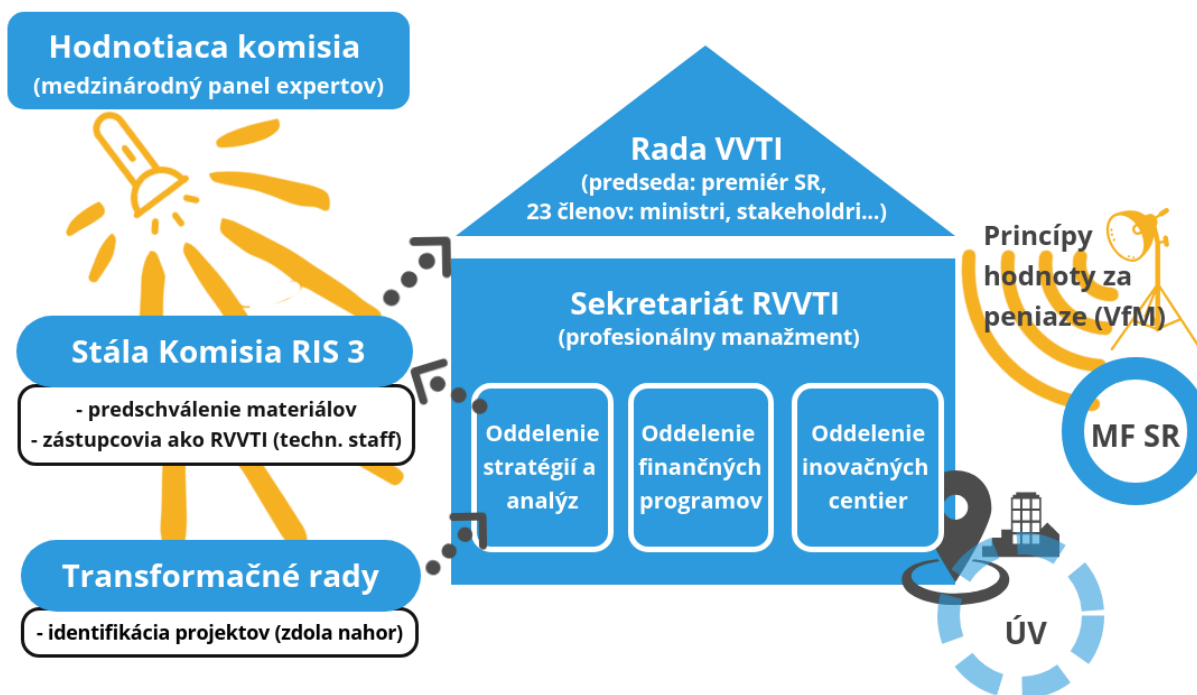 Hodnotiaca komisia
(medzinárodný panel expertov)
Rada VVTI
(predseda: premiér SR,
23 členov: ministri, stakeholdri...)
Princípy
hodnoty za
peniaze (VfM)
Sekretariát RVVTI
(profesionálny manažment)
Stála Komisia RIS 3
- predschválenie materiálov
- zástupcovia ako RVVTI (techn. staff)
Oddelenie
stratégií a
analýz
Oddelenie
finančných
programov
Oddelenie
inovačných
centier
MF SR
Transformačné rady
- identifikácia projektov (zdola nahor)
ÚV